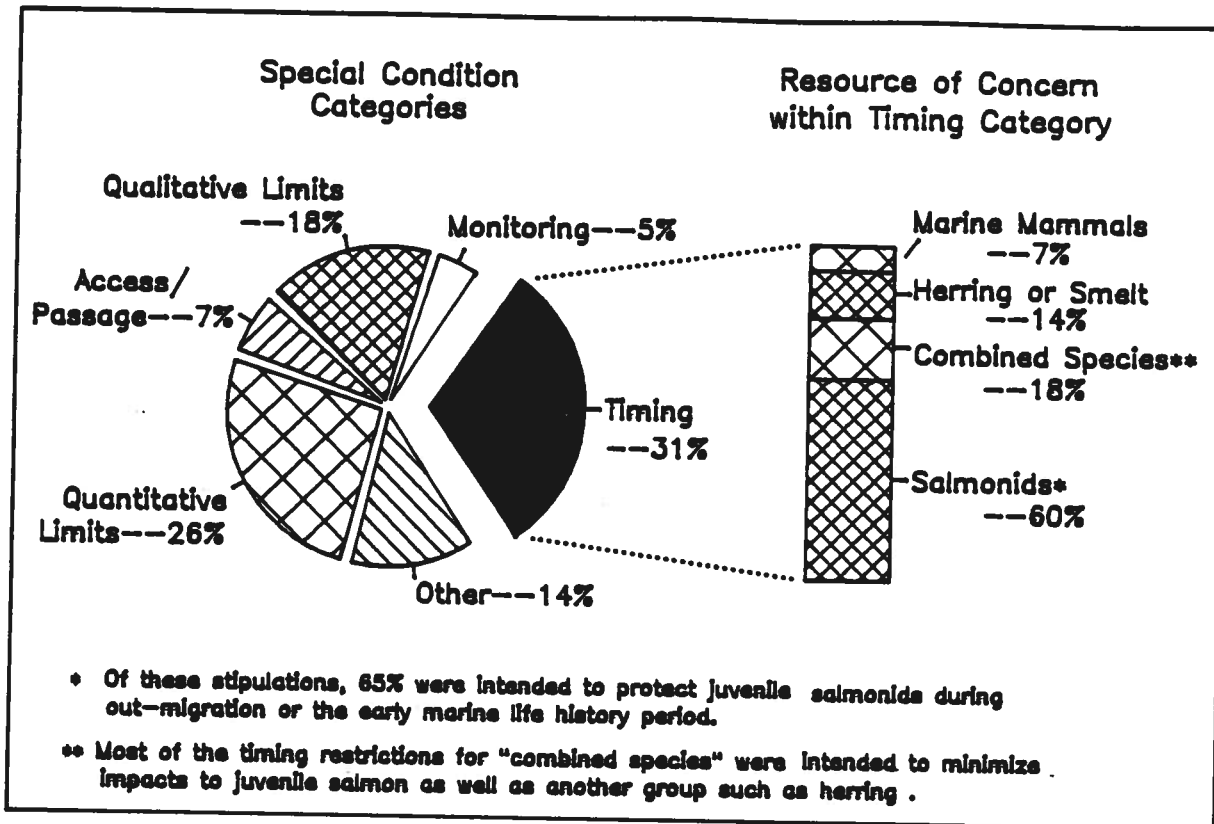 Special Condition
Categories
Qualitative Limits
--18%
Monitoring--5%
Access/
Passage--7%
Timing
--31%
Quantitative
Limits--26%
Other--14%
Resource of Concern
within Timing Category
Marine Mammals
--7%
Herring or Smelt
--14%
Combined Species**
--18%
Salmonids*
--60%
* Of these stipulations, 65% were intended to protect juvenile salmonids during
out-migration or the early marine life history period.
** Most of the timing restrictions for "combined species" were intended to minimize
impacts to juvenile salmon as well as another group such as herring .